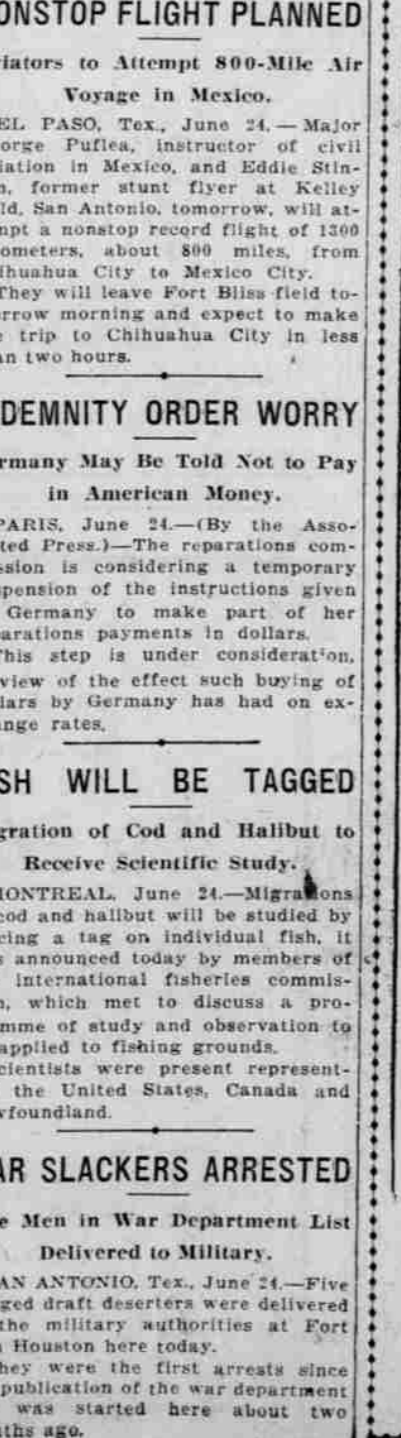 ONSTOP FLIGHT PLANNED
iators to Attempt 800-Mile Air
Voyage in Mexico.
EL PASO, Tex., June 24.—Major
orge Puflea, instructor of civil
iation in Mexico, and Eddie Stin-
n, former stunt flyer at Kelley
ld, San Antonio, tomorrow, will at-
mpt a nonstop record flight of 1300
ometers, about 800 miles, from
ihuahua City to Mexico City.
They will leave Fort Bliss field to-
rrow morning and expect to make
e trip to Chihuahua City in less
an two hours.
DEMNITY ORDER WORRY
rmany May Be Told Not to Pay
in American Money.
PARIS, June 24.—(By the Asso-
ted Press.)—The reparations com-
ssion is considering a temporary
spension of the instructions given
Germany to make part of her
arations payments in dollars.
This step is under consideration,
view of the effect such buying of
lars by Germany has had on ex-
ange rates.
SH WILL BE TAGGED
gration of Cod and Halibut to
Receive Scientific Study.
MONTREAL, June 24.—Migrations
cod and halibut will be studied by
cing a tag on individual fish, it
s announced today by members of
international fisheries commis-
n, which met to discuss a pro-
mme of study and observation to
applied to fishing grounds.
cientists were present represent-
the United States, Canada and
wfoundland.
AR SLACKERS ARRESTED
e Men in War Department List
Delivered to Military.
AN ANTONIO, Tex., June 24.—Five
ged draft deserters were delivered
the military authorities at Fort
Houston here today.
hey were the first arrests since
publication of the war department
was started here about two
ths ago.